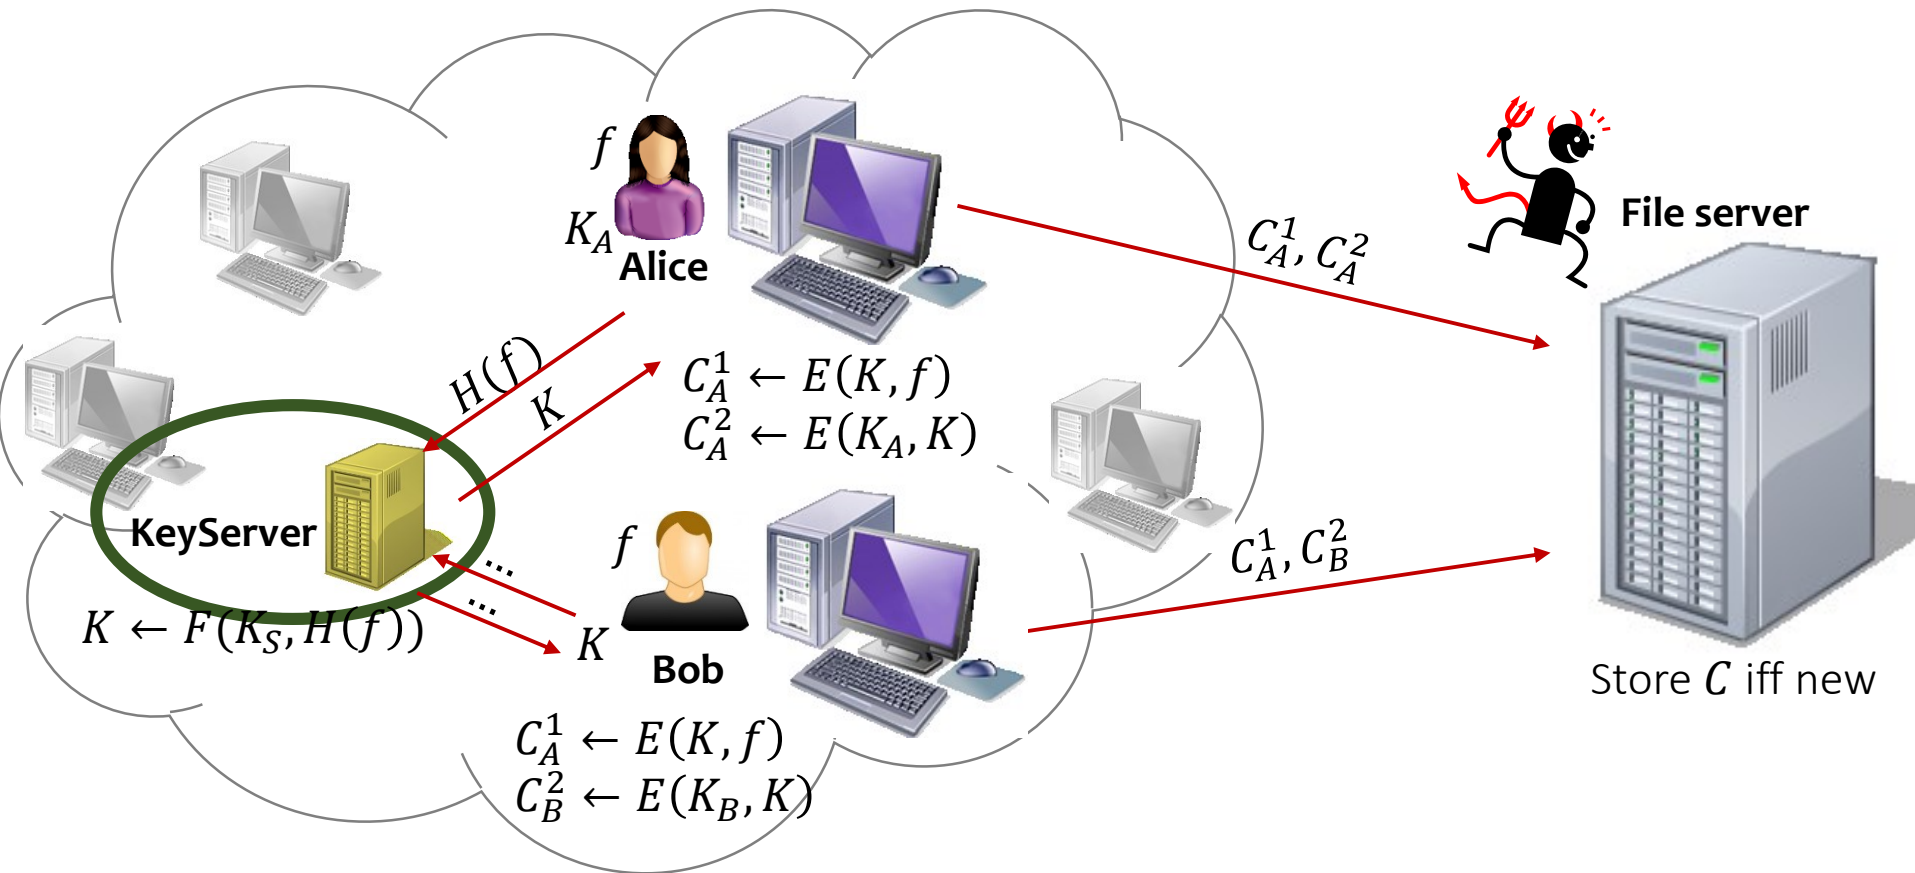 f
K_A
Alice
C_A^1, C_A^2
File server
H(f)
K
C_A^1 ← E(K, f)
C_A^2 ← E(K_A, K)
KeyServer
K ← F(K_S, H(f))
...
...
f
K
Bob
C_A^1, C_B^2
Store C iff new
C_A^1 ← E(K, f)
C_B^2 ← E(K_B, K)